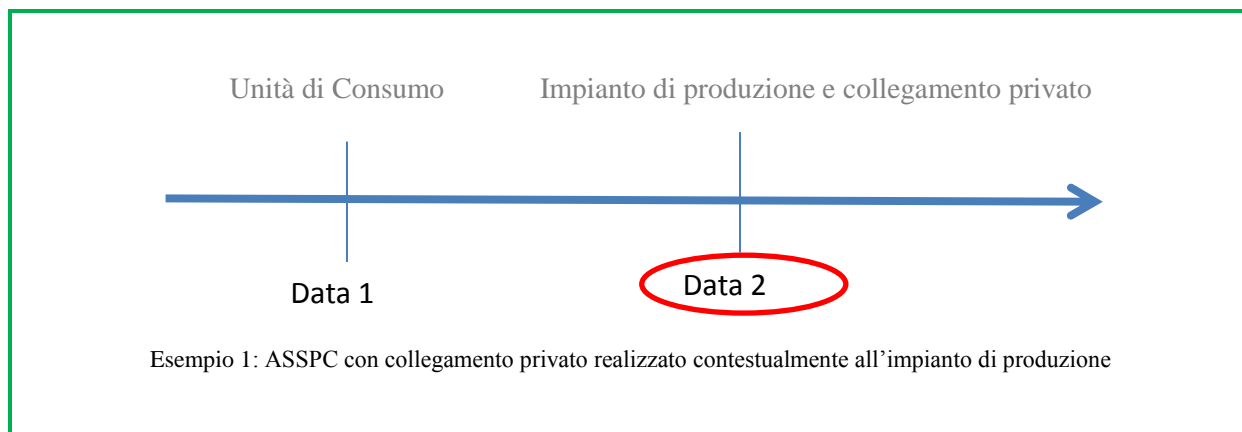 Unità di Consumo
Impianto di produzione e collegamento privato
Data 1
Data 2
Esempio 1: ASSPC con collegamento privato realizzato contestualmente all’impianto di produzione